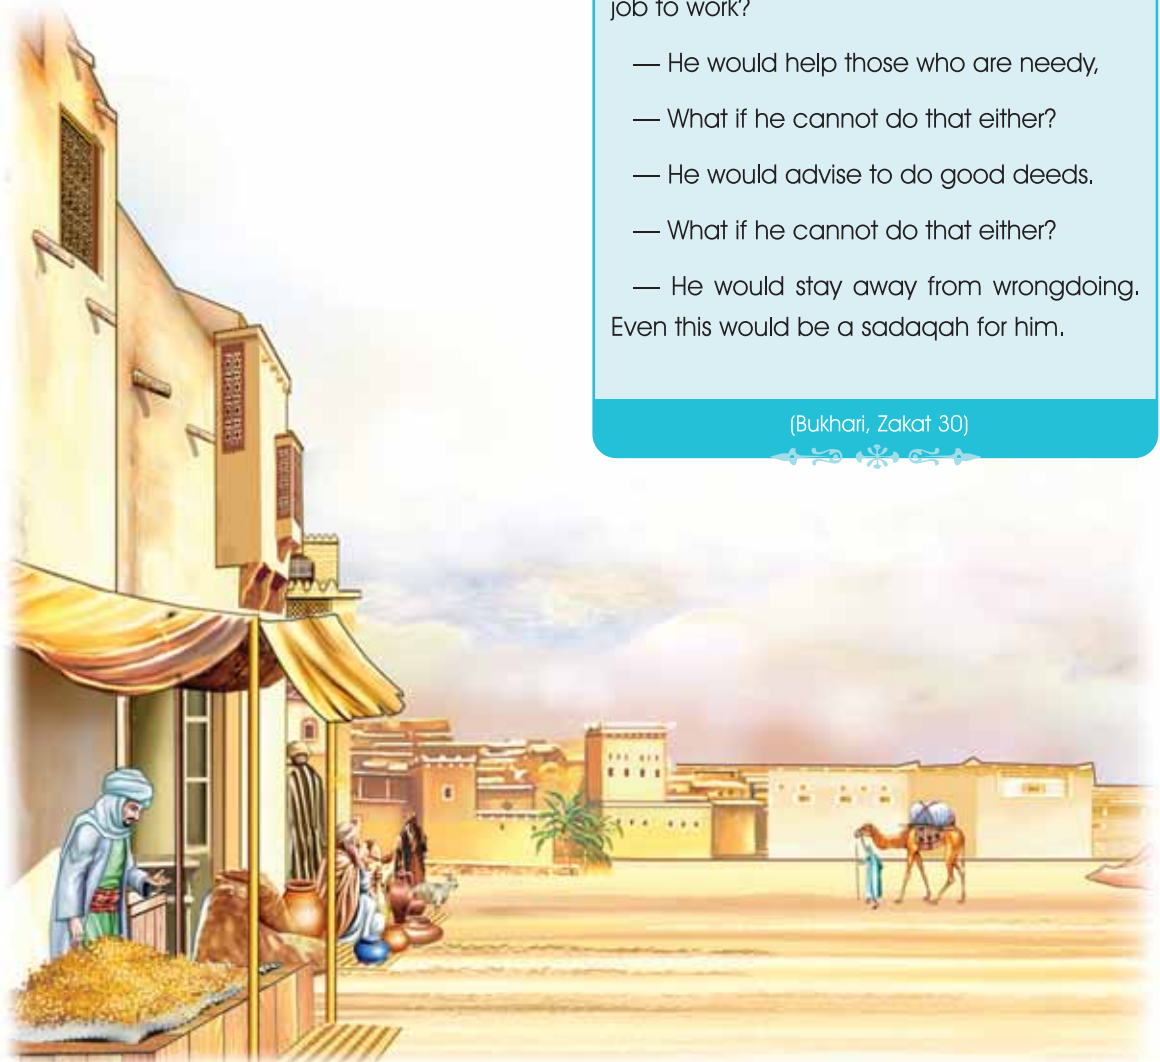 job to work?
— He would help those who are needy,
— What if he cannot do that either?
— He would advise to do good deeds.
— What if he cannot do that either?
— He would stay away from wrongdoing.
Even this would be a sadaqah for him.
(Bukhari, Zakat 30)